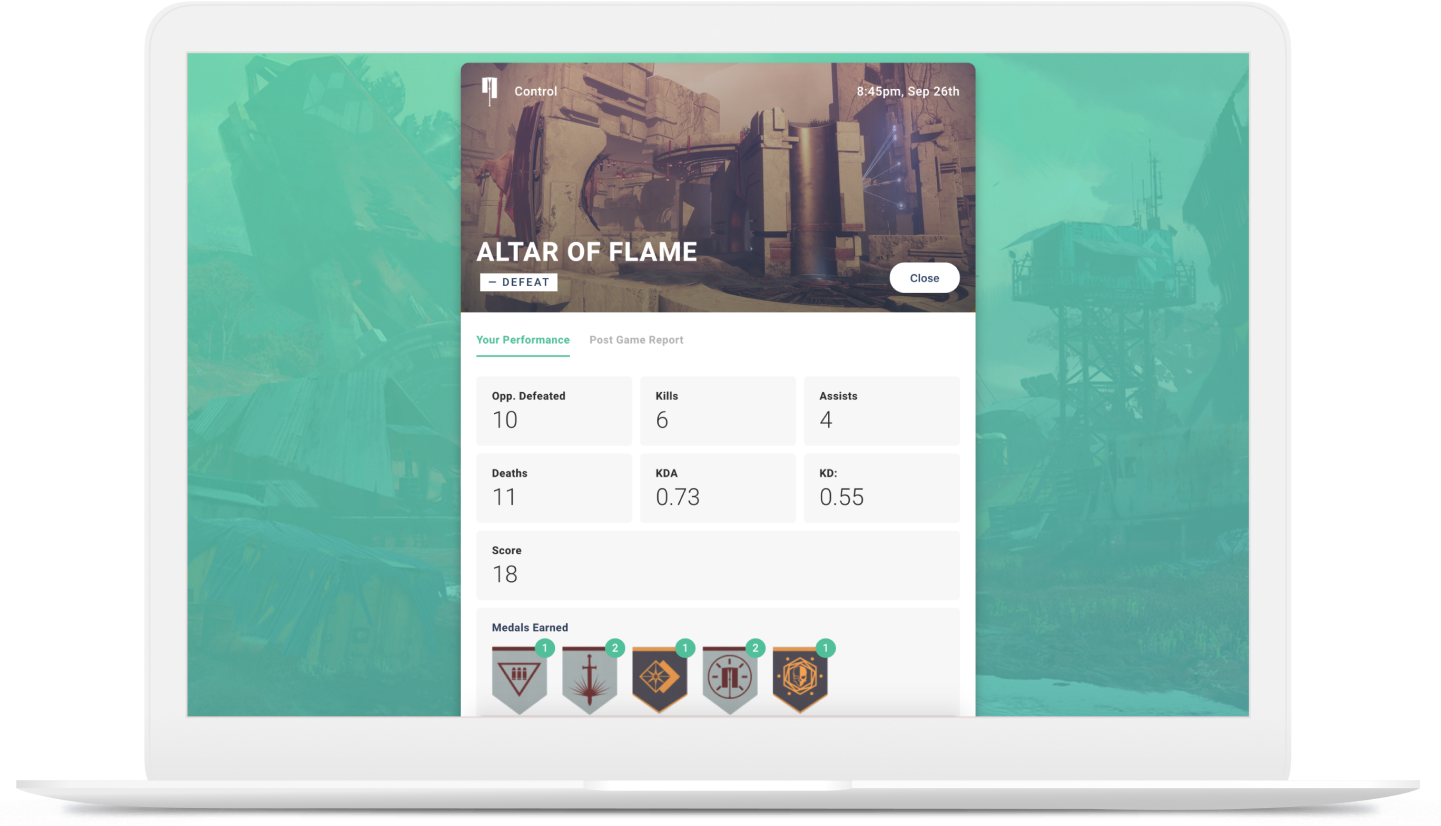 Control
8:45pm, Sep 26th
ALTAR OF FLAME
— DEFEAT
Close
Your Performance Post Game Report
Opp. Defeated Kills Assists
10 6 4
Deaths KDA KD:
11 0.73 0.55
Score
18
Medals Earned
1 2 1 2 1